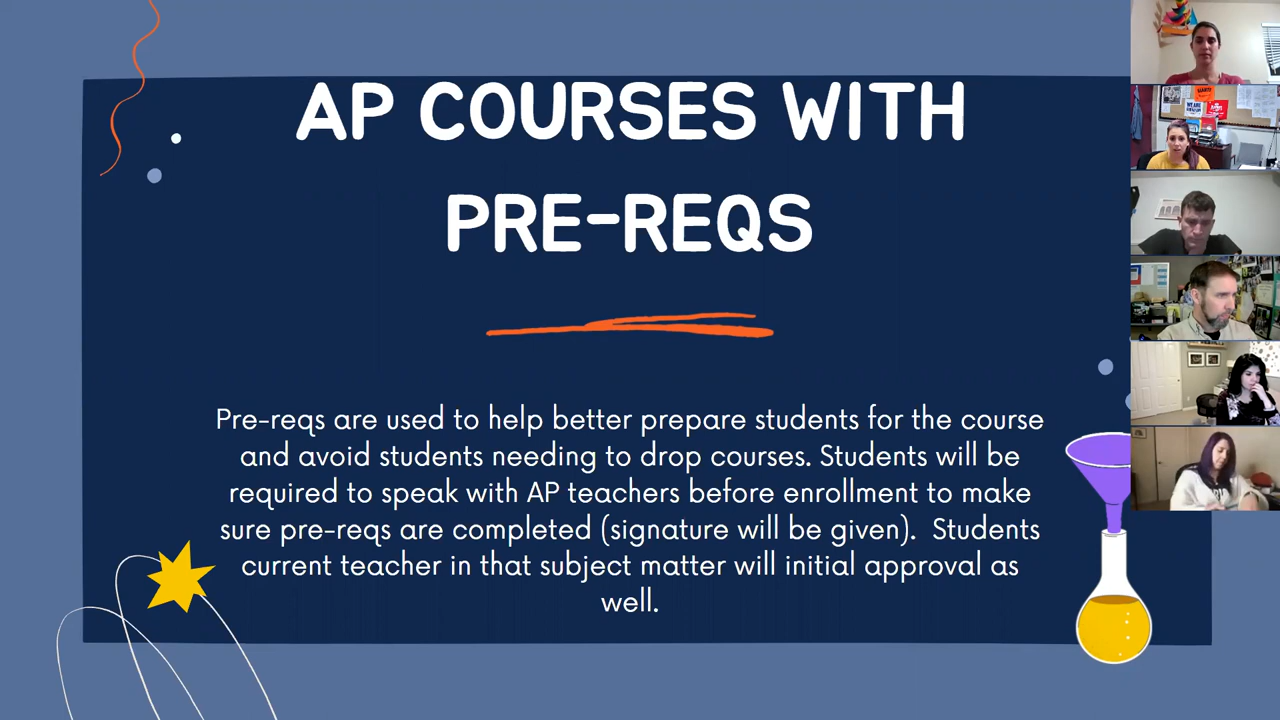 AP COURSES WITH
PRE-REQS
Pre-reqs are used to help better prepare students for the course
and avoid students needing to drop courses. Students will be
required to speak with AP teachers before enrollment to make
sure pre-reqs are completed (signature will be given).  Students
current teacher in that subject matter will initial approval as
well.